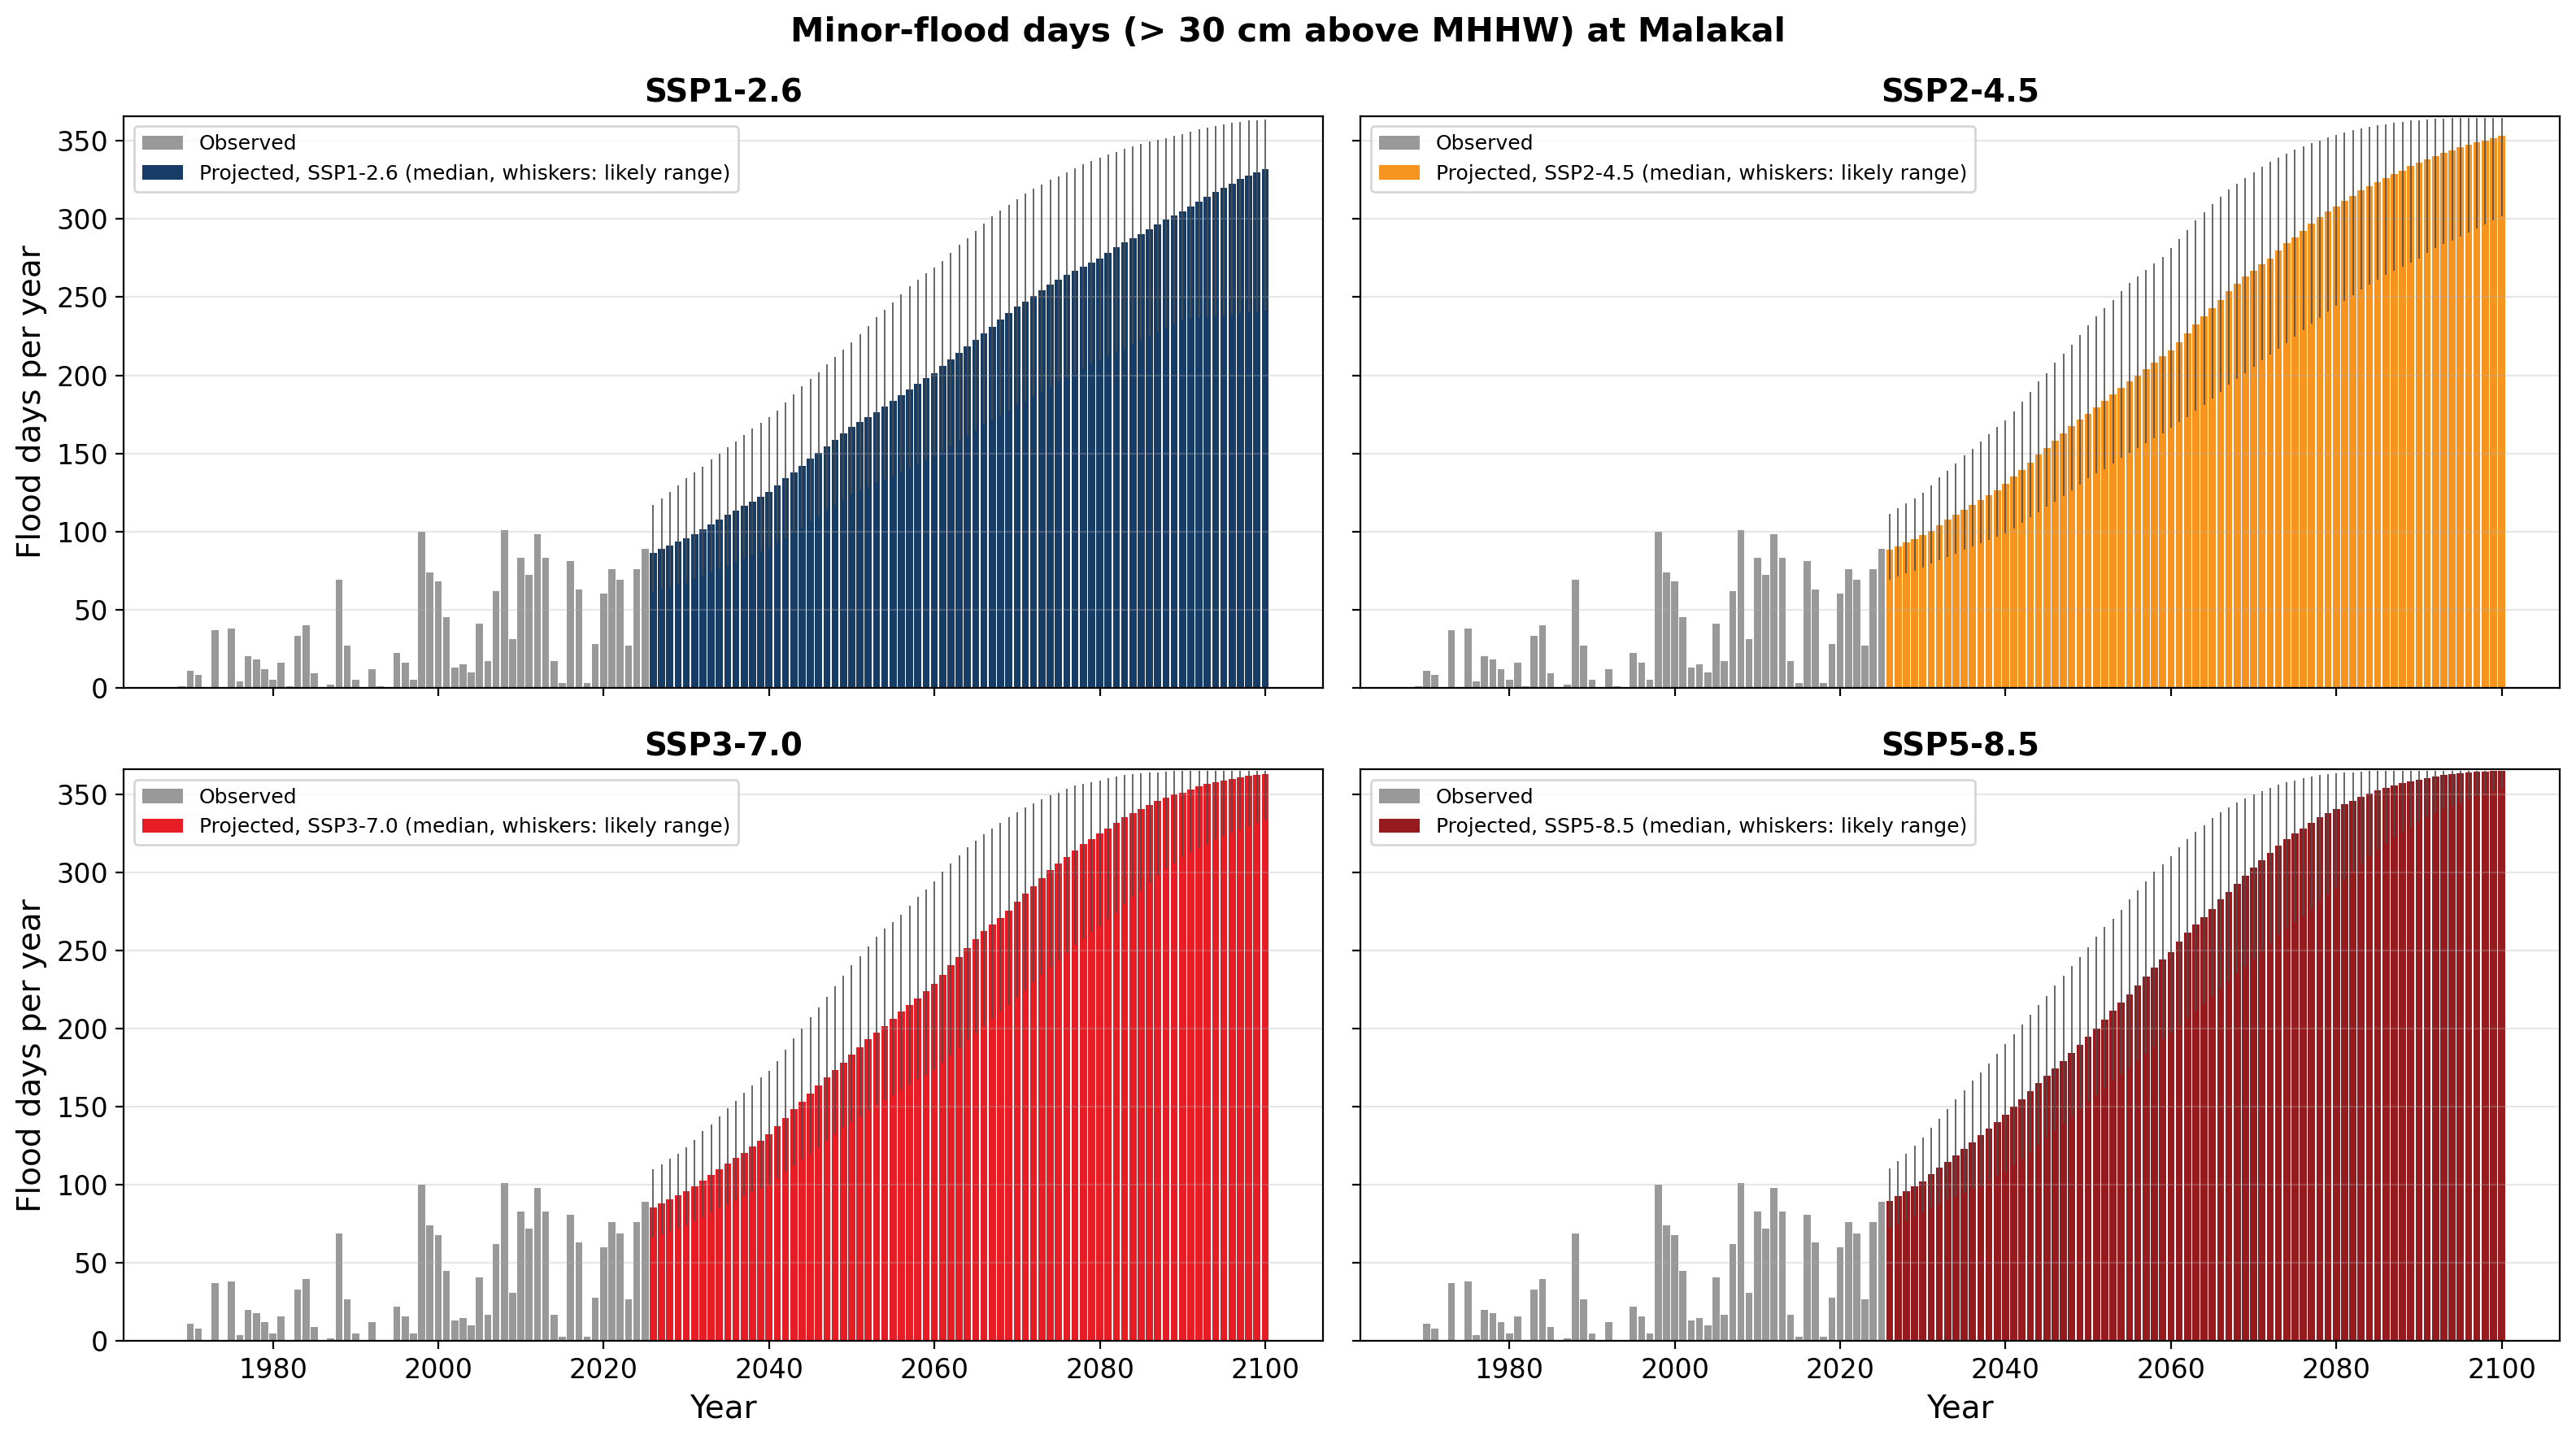 Minor-flood days (> 30 cm above MHHW) at Malakal
SSP1-2.6
Observed
Projected, SSP1-2.6 (median, whiskers: likely range)
Flood days per year
350
300
250
200
150
100
50
0
SSP2-4.5
Observed
Projected, SSP2-4.5 (median, whiskers: likely range)
SSP3-7.0
Observed
Projected, SSP3-7.0 (median, whiskers: likely range)
Flood days per year
350
300
250
200
150
100
50
0
1980 2000 2020 2040 2060 2080 2100
Year
SSP5-8.5
Observed
Projected, SSP5-8.5 (median, whiskers: likely range)
1980 2000 2020 2040 2060 2080 2100
Year